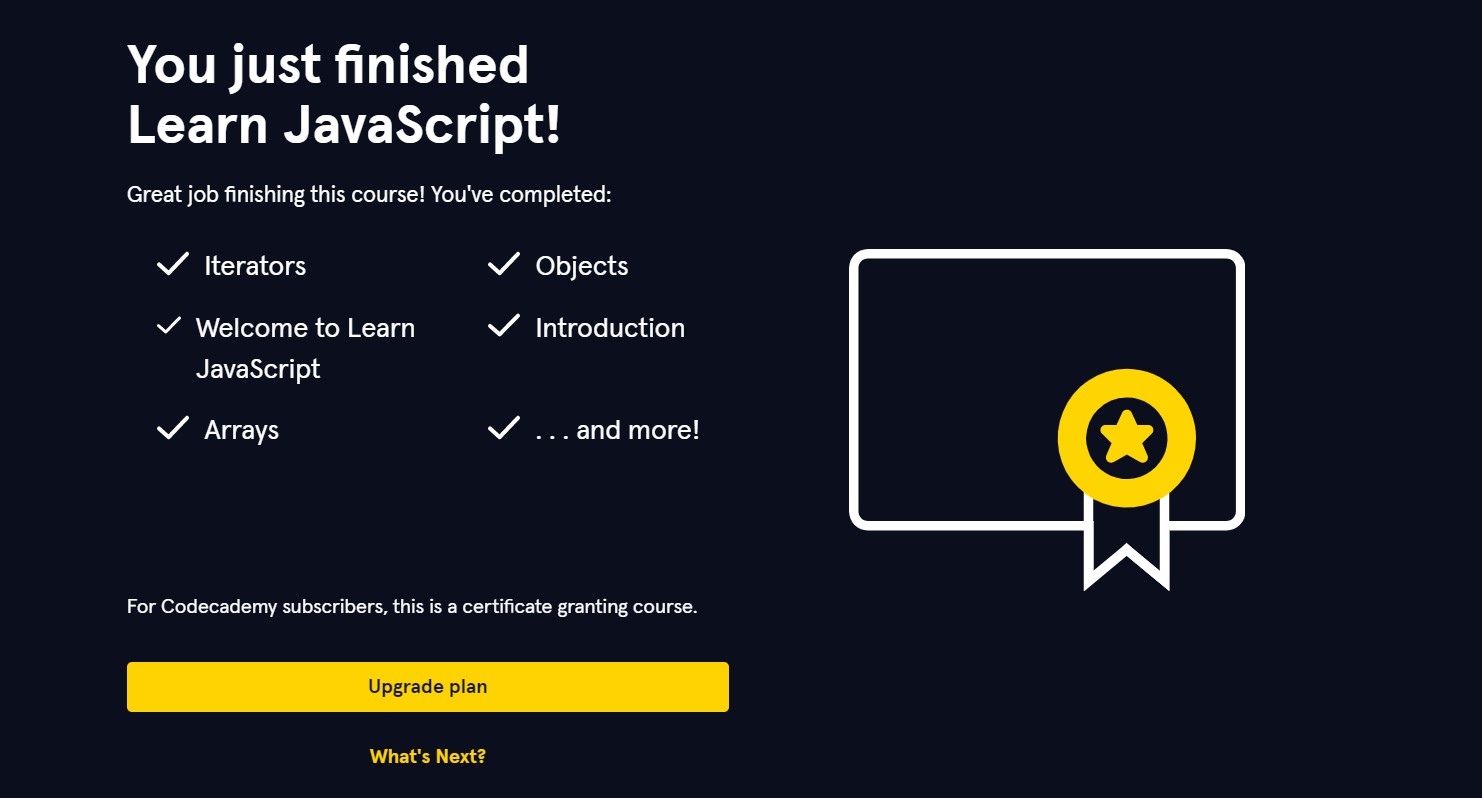 You just finished
Learn JavaScript!
Great job finishing this course! You've completed:
Iterators
Objects
Welcome to Learn
JavaScript
Introduction
Arrays
. . . and more!
For Codecademy subscribers, this is a certificate granting course.
Upgrade plan
What's Next?